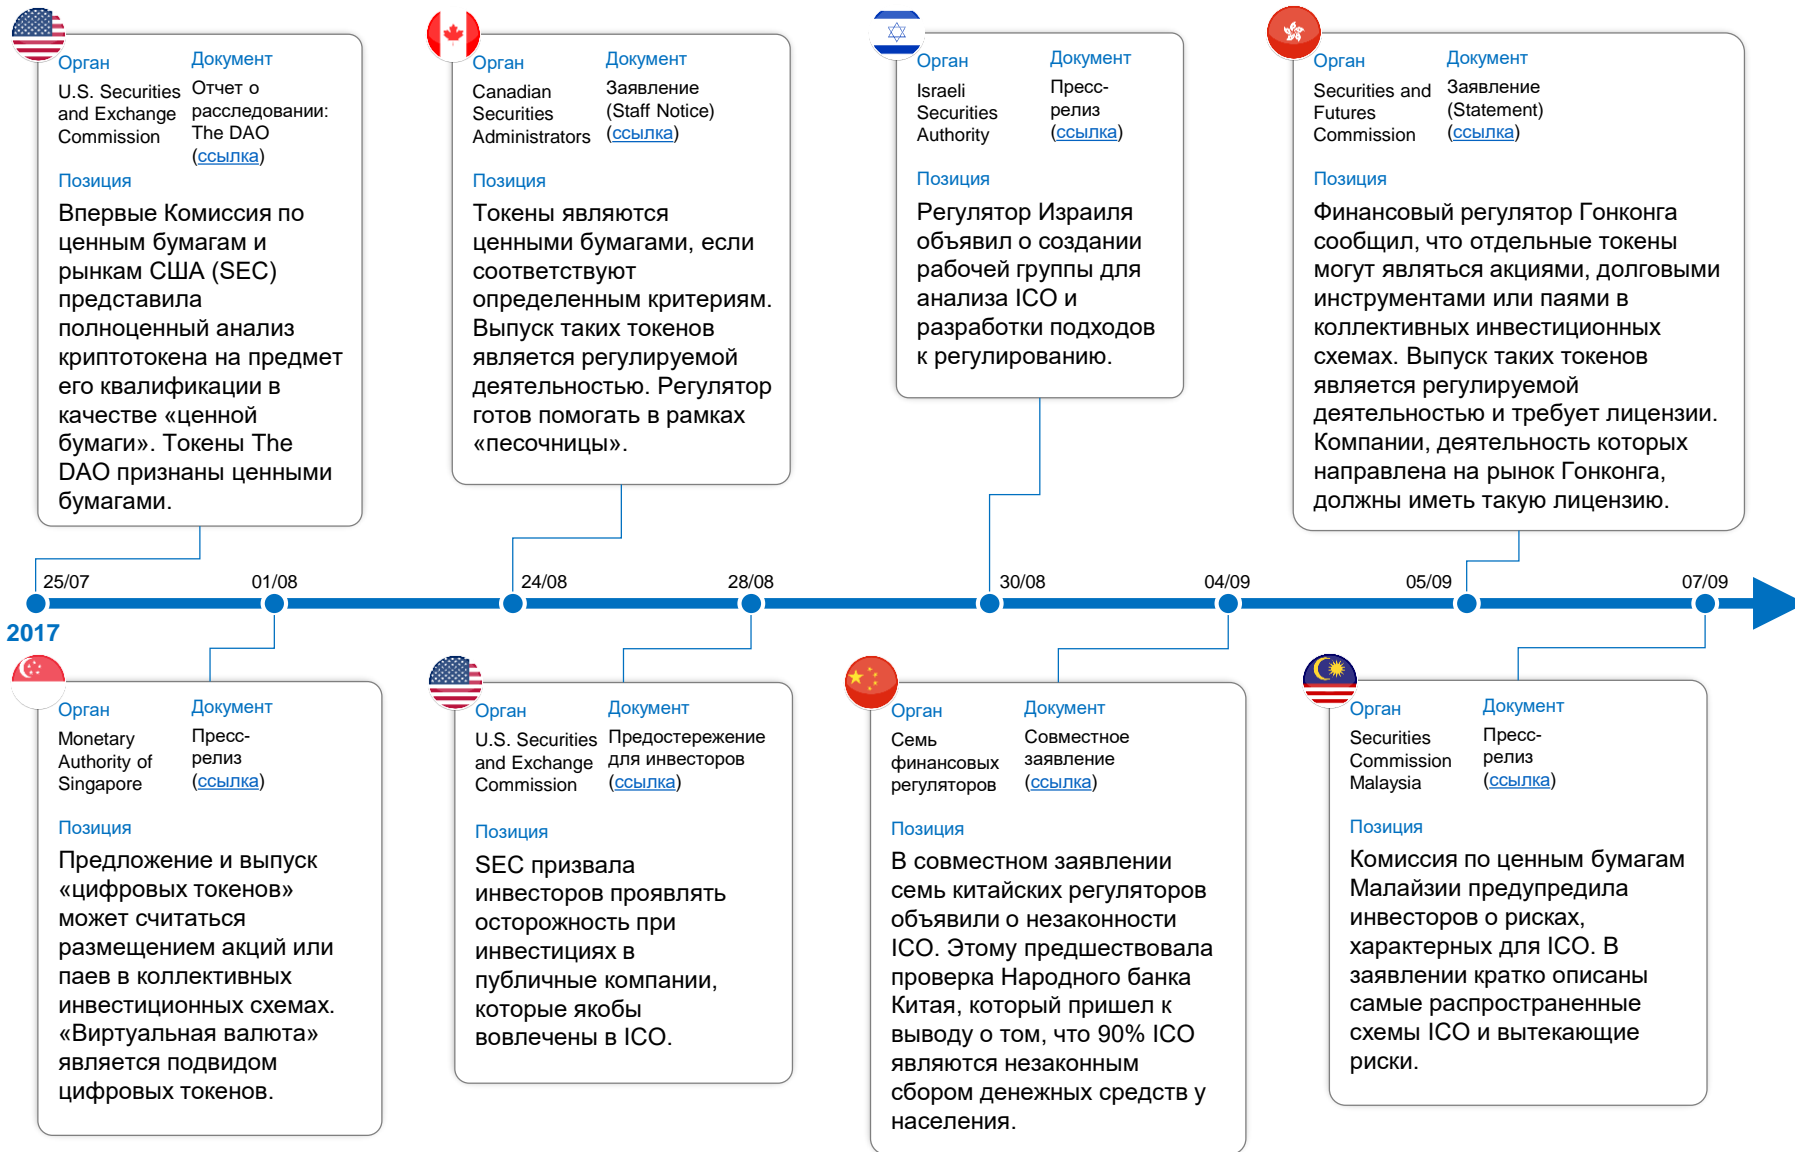 Орган
Документ
U.S. Securities
and Exchange
Commission
Отчет о
расследовании:
The DAO
(ссылка)
Позиция
Впервые Комиссия по
ценным бумагам и
рынкам США (SEC)
представила
полноценный анализ
криптотокена на предмет
его квалификации в
качестве «ценной
бумаги». Токены The
DAO признаны ценными
бумагами.
Орган
Документ
Canadian
Securities
Administrators
Заявление
(Staff Notice)
(ссылка)
Позиция
Токены являются
ценными бумагами, если
соответствуют
определенным критериям.
Выпуск таких токенов
является регулируемой
деятельностью. Регулятор
готов помогать в рамках
«песочницы».
Орган
Документ
Israeli
Securities
Authority
Пресс-
релиз
(ссылка)
Позиция
Регулятор Израиля
объявил о создании
рабочей группы для
анализа ICO и
разработки подходов
к регулированию.
Орган
Документ
Securities and
Futures
Commission
Заявление
(Statement)
(ссылка)
Позиция
Финансовый регулятор Гонконга
сообщил, что отдельные токены
могут являться акциями, долговыми
инструментами или паями в
коллективных инвестиционных
схемах. Выпуск таких токенов
является регулируемой
деятельностью и требует лицензии.
Компании, деятельность которых
направлена на рынок Гонконга,
должны иметь такую лицензию.
25/07
01/08
24/08
28/08
30/08
04/09
05/09
07/09
2017
Орган
Документ
Monetary
Authority of
Singapore
Пресс-
релиз
(ссылка)
Позиция
Предложение и выпуск
«цифровых токенов»
может считаться
размещением акций или
паев в коллективных
инвестиционных схемах.
«Виртуальная валюта»
является подвидом
цифровых токенов.
Орган
Документ
U.S. Securities
and Exchange
Commission
Предостережение
для инвесторов
(ссылка)
Позиция
SEC призвала
инвесторов проявлять
осторожность при
инвестициях в
публичные компании,
которые якобы
вовлечены в ICO.
Орган
Документ
Семь
финансовых
регуляторов
Совместное
заявление
(ссылка)
Позиция
В совместном заявлении
семь китайских регуляторов
объявили о незаконности
ICO. Этому предшествовала
проверка Народного банка
Китая, который пришел к
выводу о том, что 90% ICO
являются незаконным
сбором денежных средств у
населения.
Орган
Документ
Securities
Commission
Malaysia
Пресс-
релиз
(ссылка)
Позиция
Комиссия по ценным бумагам
Малайзии предупредила
инвесторов о рисках,
характерных для ICO. В
заявлении кратко описаны
самые распространенные
схемы ICO и вытекающие
риски.